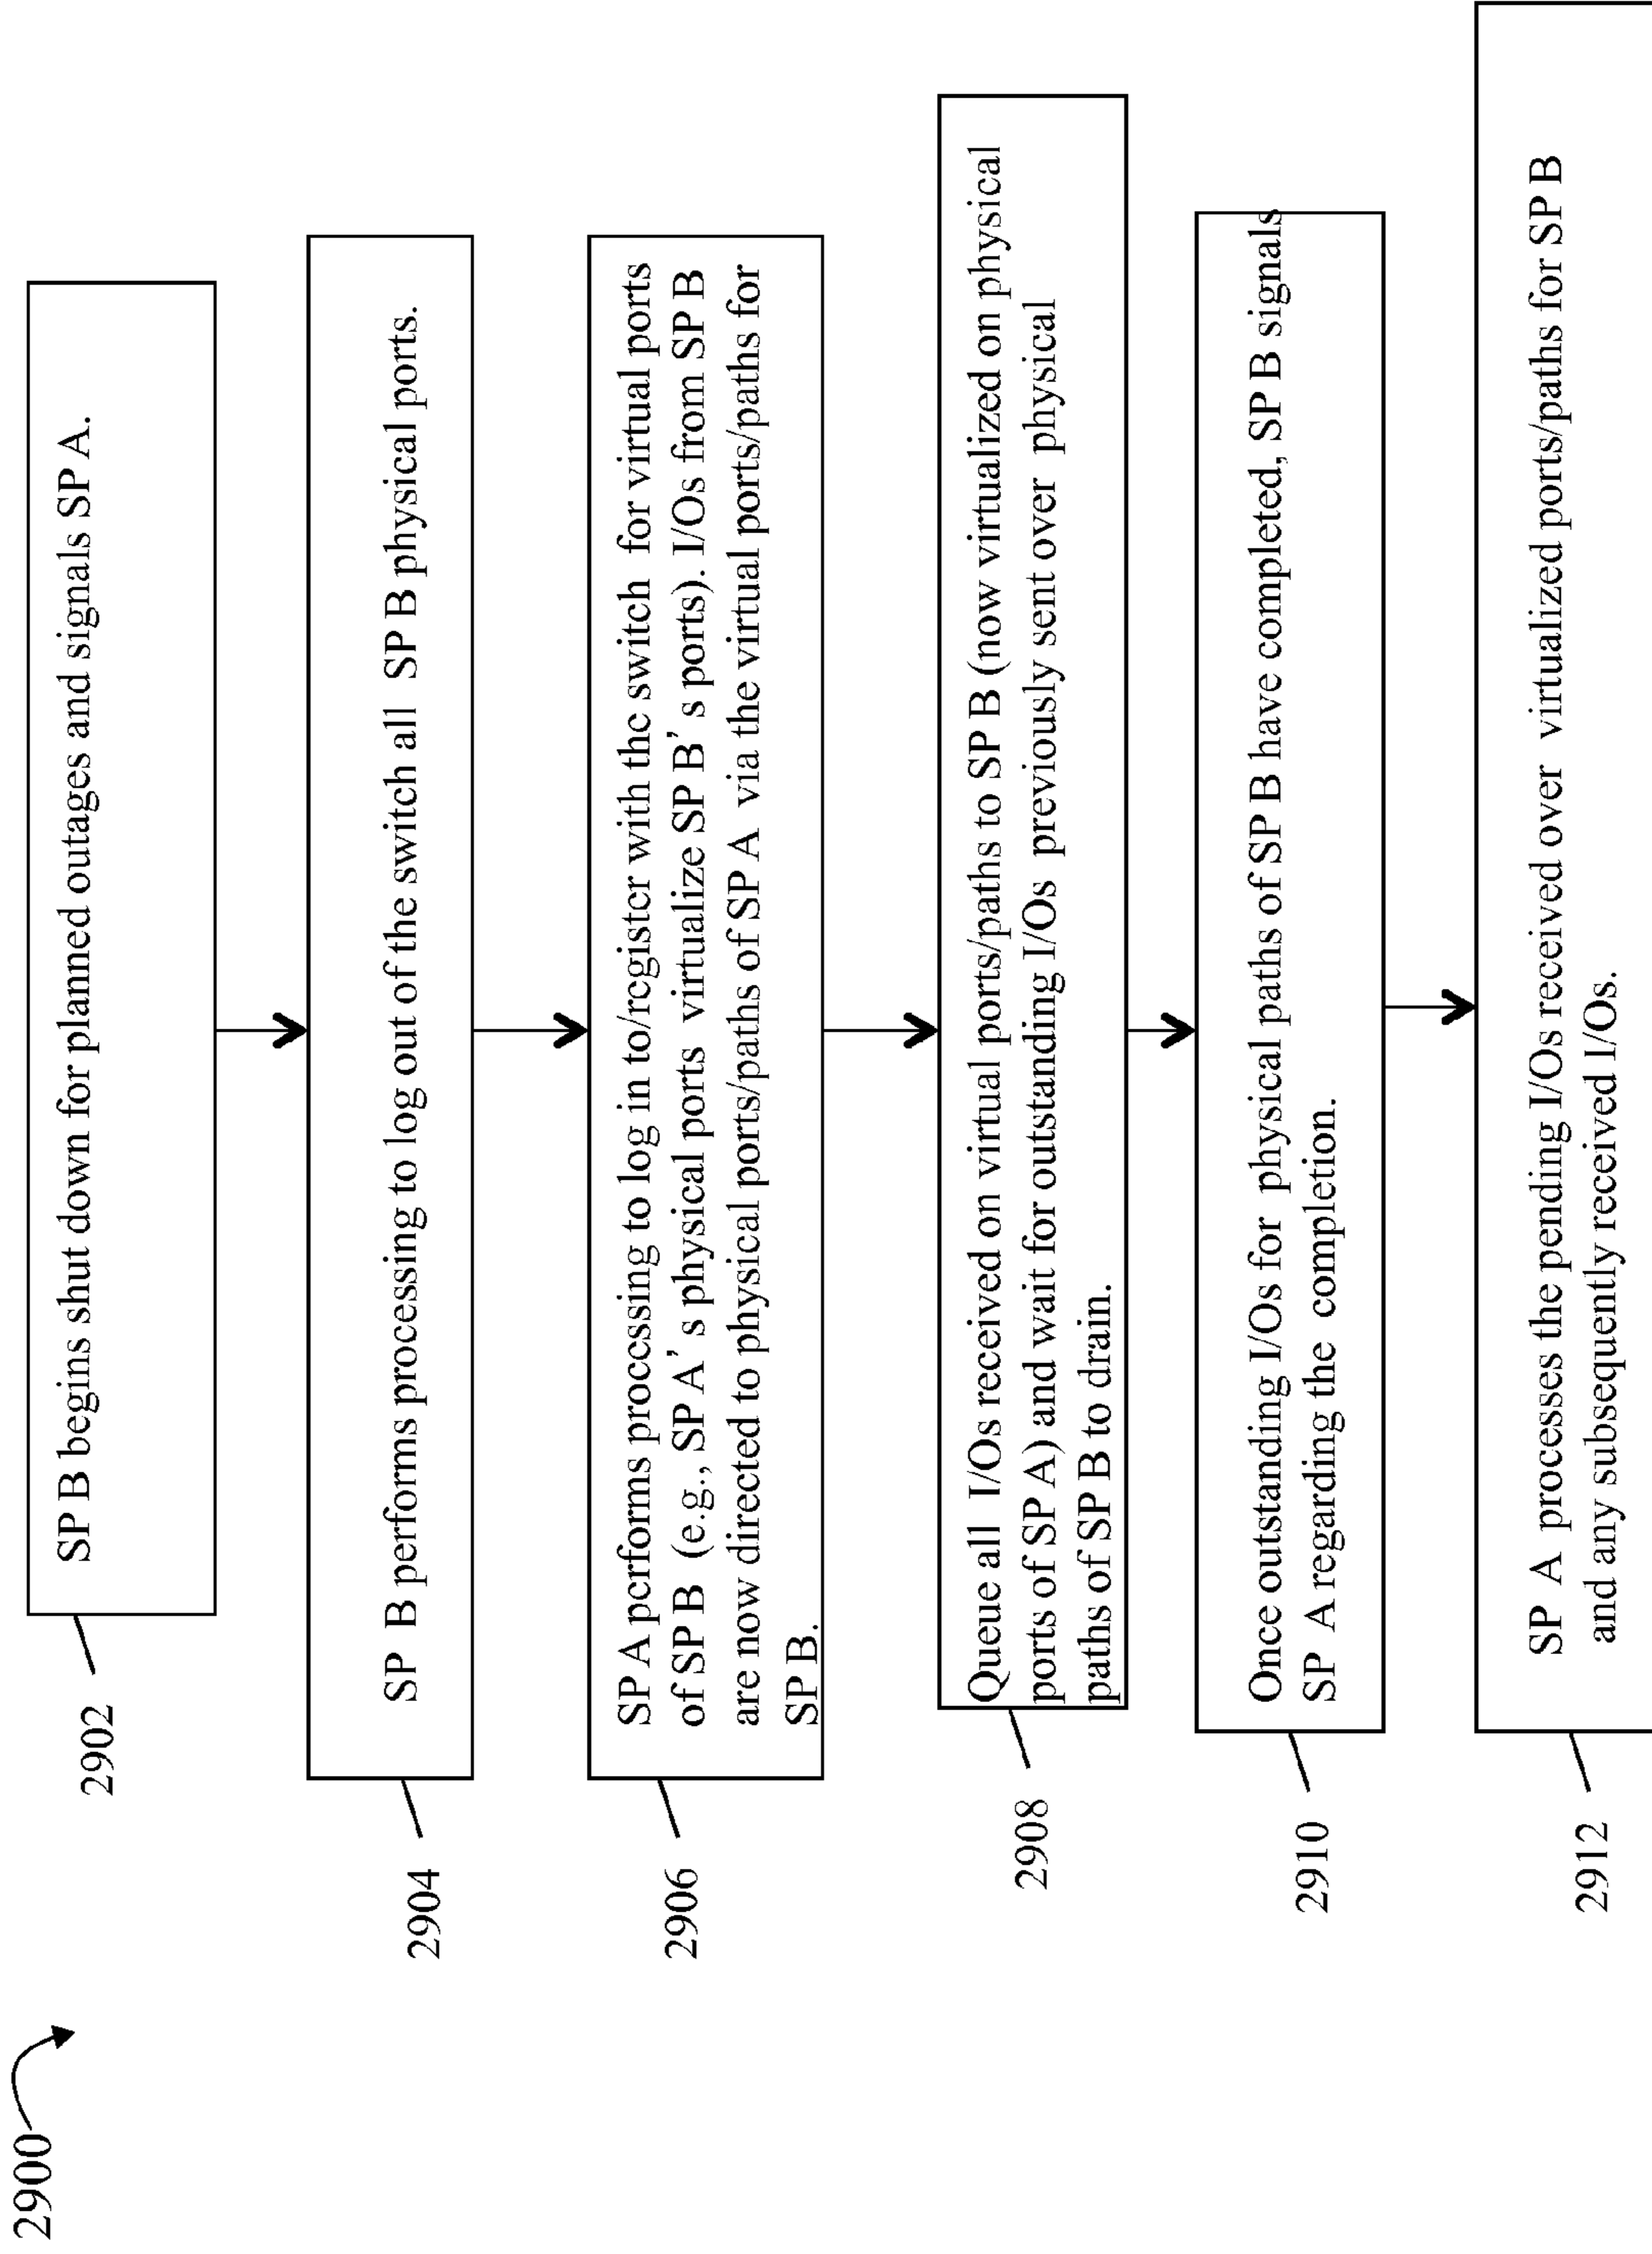 2900
2902
SP B begins shut down for planned outages and signals SP A.
2904
SP B performs processing to log out of the switch all SP B physical ports.
2906
SP A performs processing to log in to/register with the switch for virtual ports
of SP B (e.g., SP A's physical ports virtualize SP B's ports). I/Os from SP B
are now directed to physical ports/paths of SP A via the virtual ports/paths for
SP B.
2908
Queue all I/Os received on virtual ports/paths to SP B (now virtualized on physical
ports of SP A) and wait for outstanding I/Os previously sent over physical
paths of SP B to drain.
2910
Once outstanding I/Os for physical paths of SP B have completed, SP B signals
SP A regarding the completion.
2912
SP A processes the pending I/Os received over virtualized ports/paths for SP B
and any subsequently received I/Os.